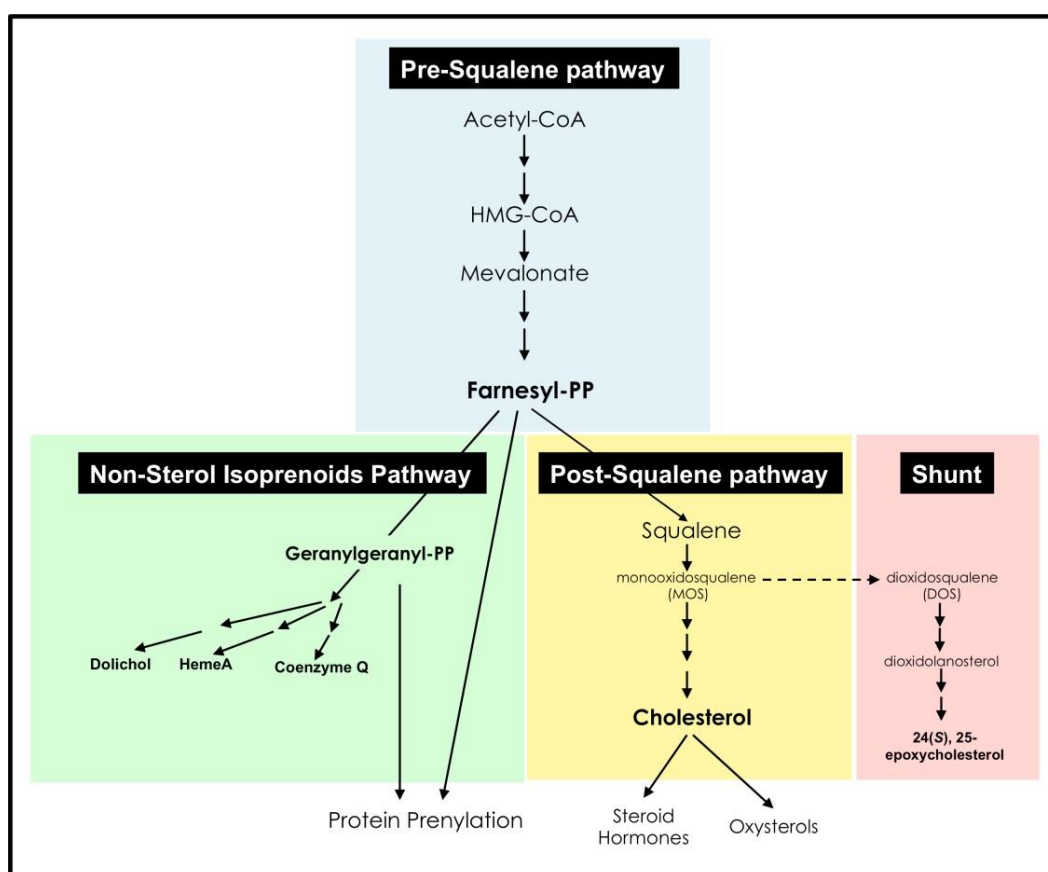 Pre-Squalene pathway
Acetyl-CoA
HMG-CoA
Mevalonate
Farnesyl-PP
Non-Sterol Isoprenoids Pathway
Geranylgeranyl-PP
Dolichol
HemeA
Coenzyme Q
Protein Prenylation
Post-Squalene pathway
Squalene
monooxidosqualene
(MOS)
Cholesterol
Steroid
Hormones
Oxysterols
Shunt
dioxidosqualene
(DOS)
dioxidolanosterol
24(S), 25-
epoxycholesterol